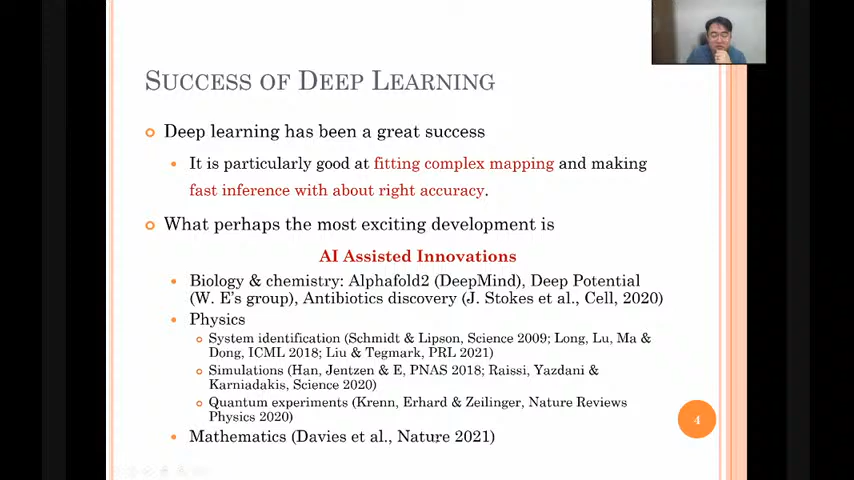 SUCCESS OF DEEP LEARNING
Deep learning has been a great success
It is particularly good at fitting complex mapping and making
fast inference with about right accuracy.
What perhaps the most exciting development is
AI Assisted Innovations
Biology & chemistry: Alphafold2 (DeepMind), Deep Potential
(W. E's group), Antibiotics discovery (J. Stokes et al., Cell, 2020)
Physics
System identification (Schmidt & Lipson, Science 2009; Long, Lu, Ma &
Dong, ICML 2018; Liu & Tegmark, PRL 2021)
Simulations (Han, Jentzen & E, PNAS 2018; Raissi, Yazdani &
Karniadakis, Science 2020)
Quantum experiments (Krenn, Erhard & Zeilinger, Nature Reviews
Physics 2020)
4
Mathematics (Davies et al., Nature 2021)